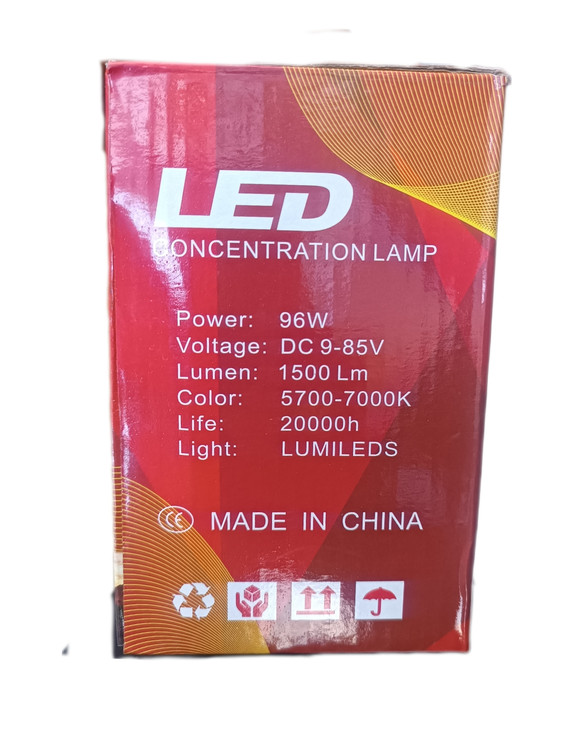 LED
CONCENTRATION LAMP
Power: 96W
Voltage: DC 9-85V
Lumen: 1500 Lm
Color: 5700-7000K
Life: 20000h
Light: LUMILEDS
MADE IN CHINA